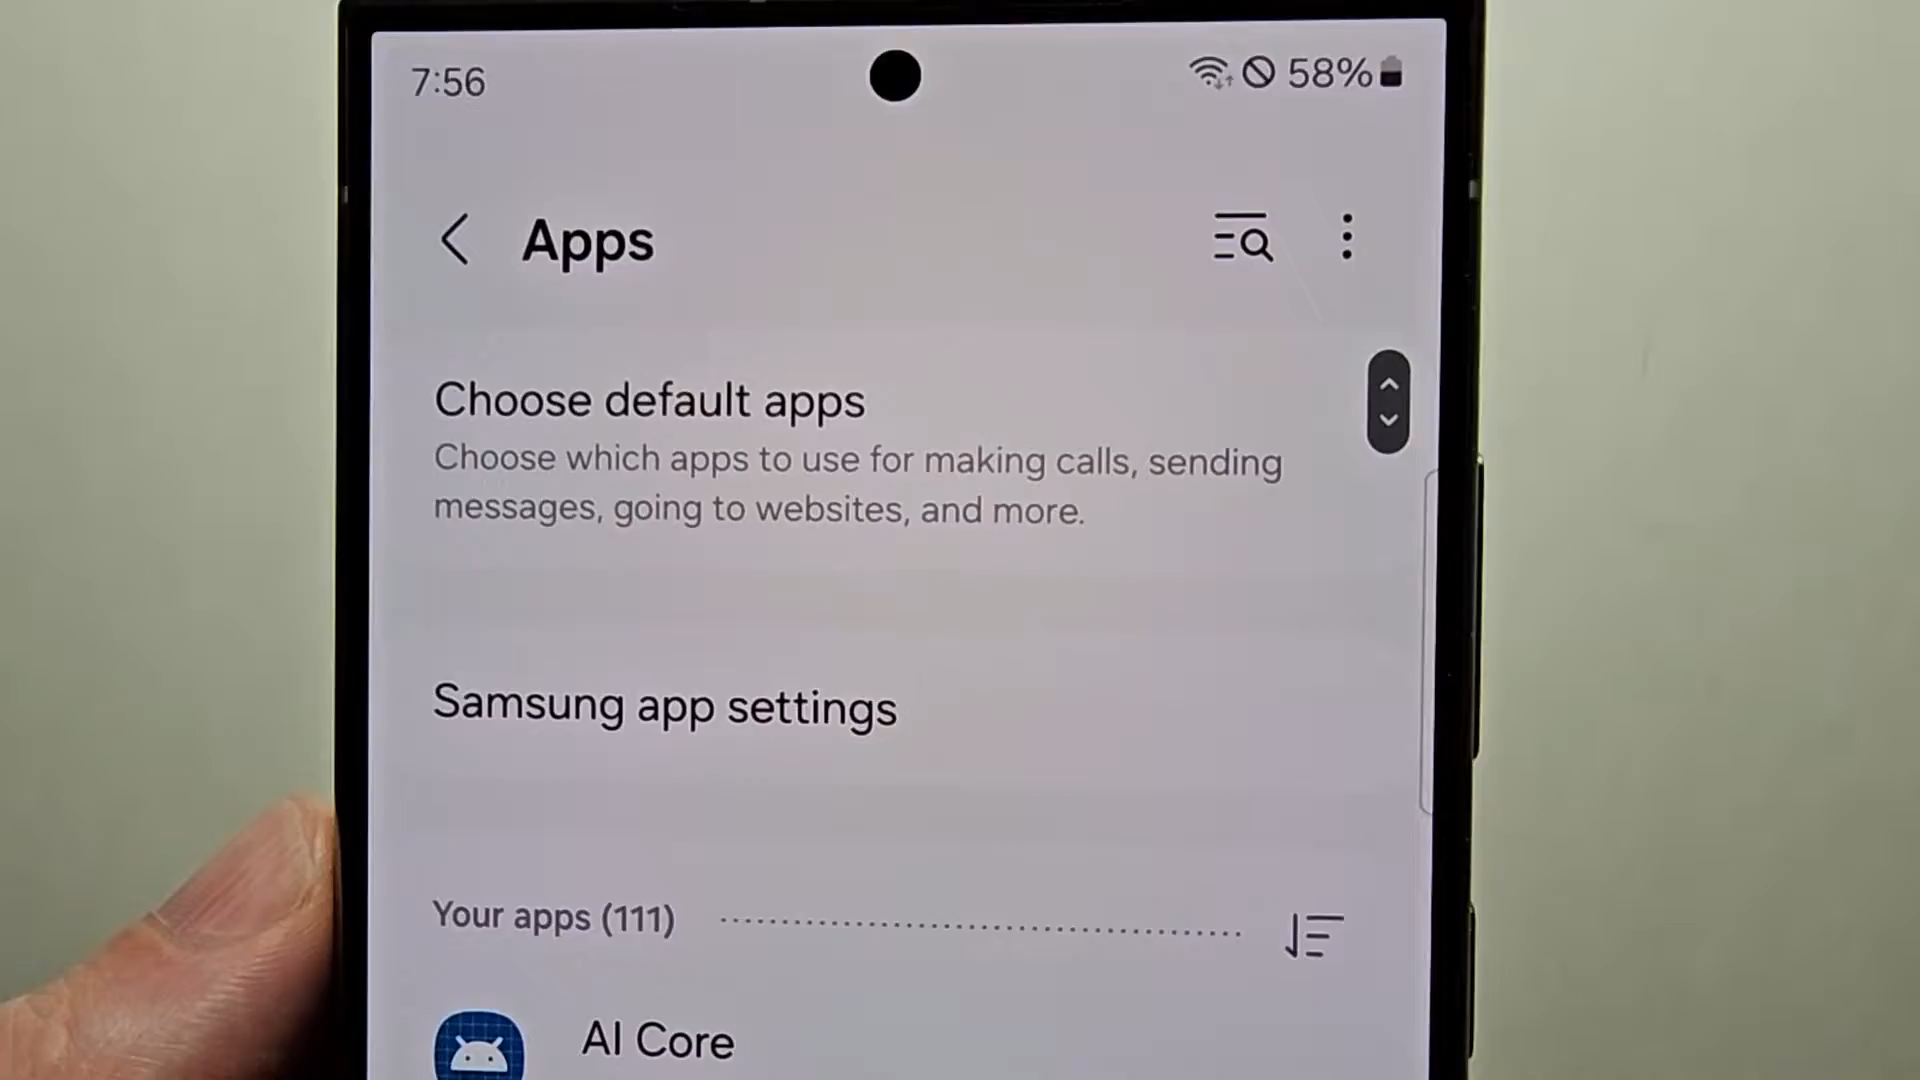 7:56
58%
Apps
Choose default apps
Choose which apps to use for making calls, sending
messages, going to websites, and more.
Samsung app settings
Your apps (111)
AI Core